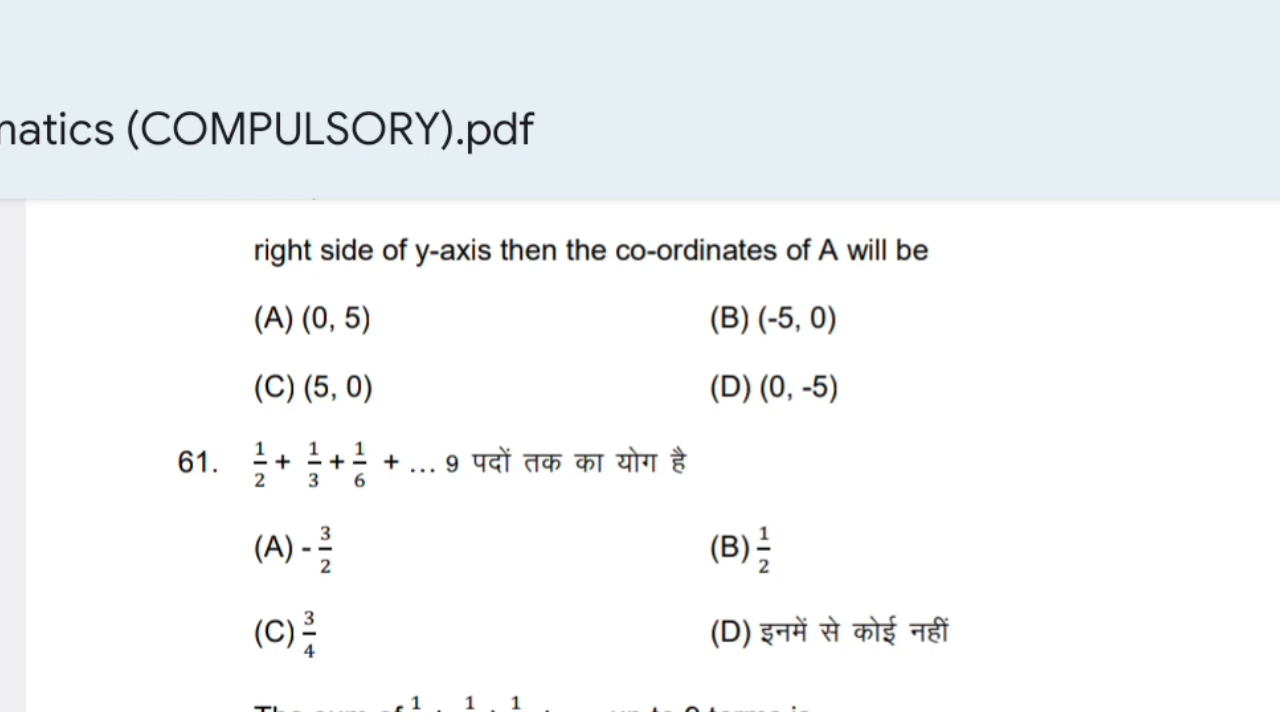 natics (COMPULSORY).pdf
right side of y-axis then the co-ordinates of A will be
(A) (0, 5) (B) (-5, 0)
(C) (5, 0) (D) (0, -5)
61. 1/2 + 1/3 + 1/6 + ... 9 पदों तक का योग है
(A) - 3/2 (B) 1/2
(C) 3/4 (D) इनमें से कोई नहीं